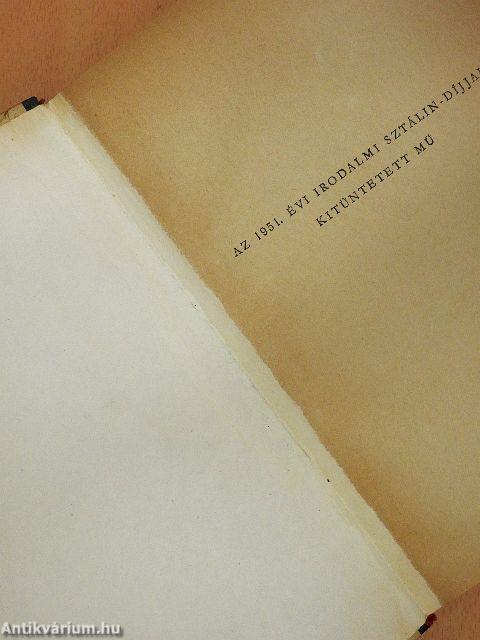 AZ 1951. ÉVI IRODALMI SZTÁLIN-DÍJJAL
KITÜNTETETT MŰ
Antikvárium.hu